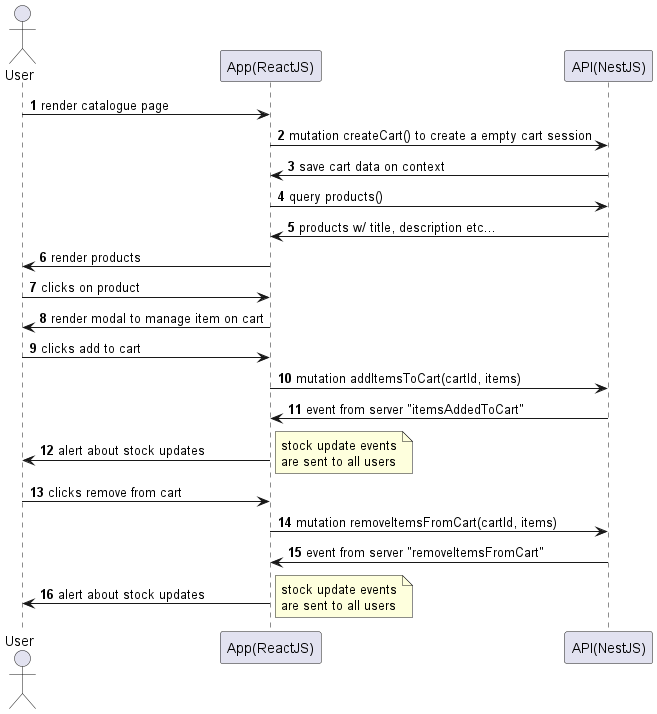 User
App(ReactJS)
API(NestJS)
1 render catalogue page
2 mutation createCart() to create a empty cart session
3 save cart data on context
4 query products()
5 products w/ title, description etc...
6 render products
7 clicks on product
8 render modal to manage item on cart
9 clicks add to cart
10 mutation addItemsToCart(cartId, items)
11 event from server "itemsAddedToCart"
12 alert about stock updates
stock update events
are sent to all users
13 clicks remove from cart
14 mutation removeItemsFromCart(cartId, items)
15 event from server "removeItemsFromCart"
16 alert about stock updates
stock update events
are sent to all users
User
App(ReactJS)
API(NestJS)